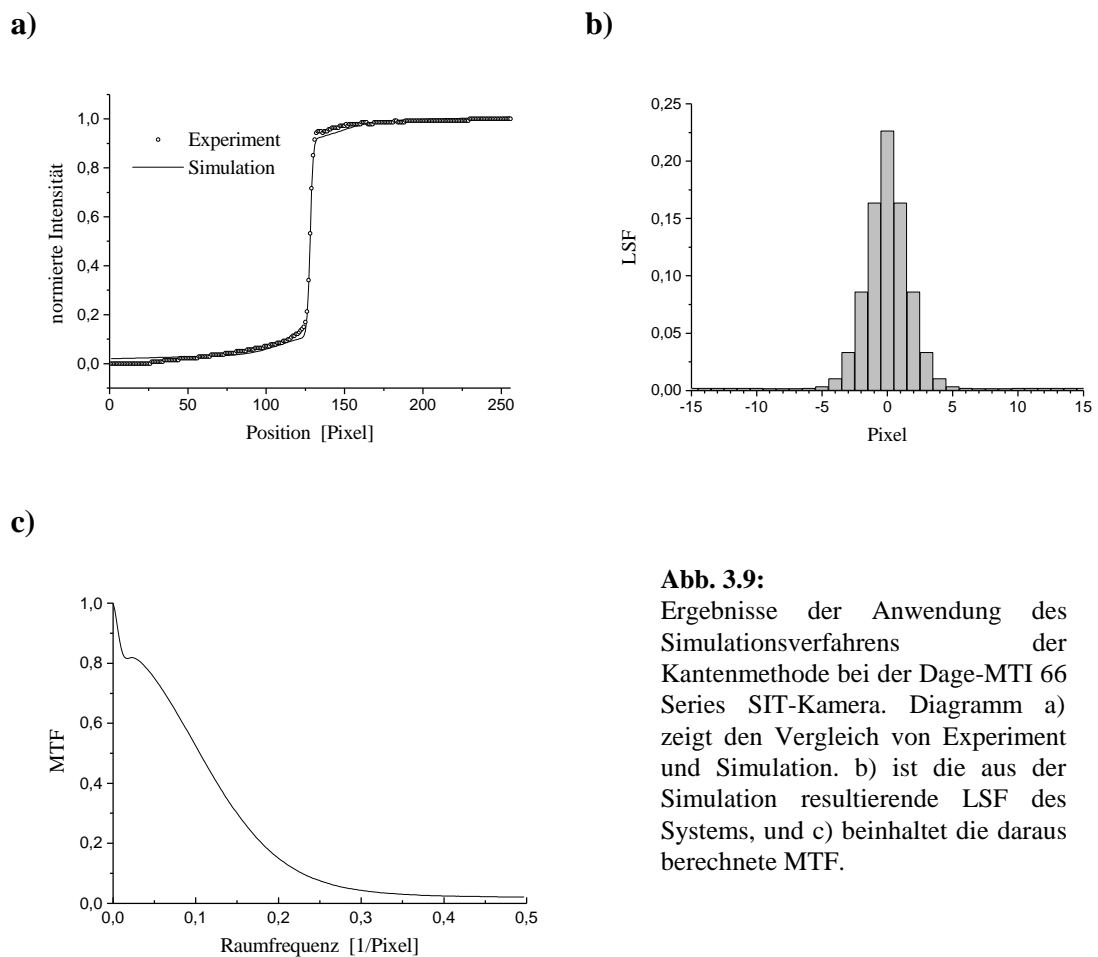 a)
1,0
0,8
0,6
0,4
0,2
0,0
normierte Intensität
Experiment
Simulation
0 50 100 150 200 250
Position [Pixel]
b)
0,25
0,20
0,15
0,10
0,05
0,00
LSF
-15 -10 -5 0 5 10 15
Pixel
c)
1,0
0,8
0,6
0,4
0,2
0,0
MTF
0,0 0,1 0,2 0,3 0,4 0,5
Raumfrequenz [1/Pixel]
Abb. 3.9:
Ergebnisse der Anwendung des
Simulationsverfahrens der
Kantenmethode bei der Dage-MTI 66
Series SIT-Kamera. Diagramm a)
zeigt den Vergleich von Experiment
und Simulation. b) ist die aus der
Simulation resultierende LSF des
Systems, und c) beinhaltet die daraus
berechnete MTF.